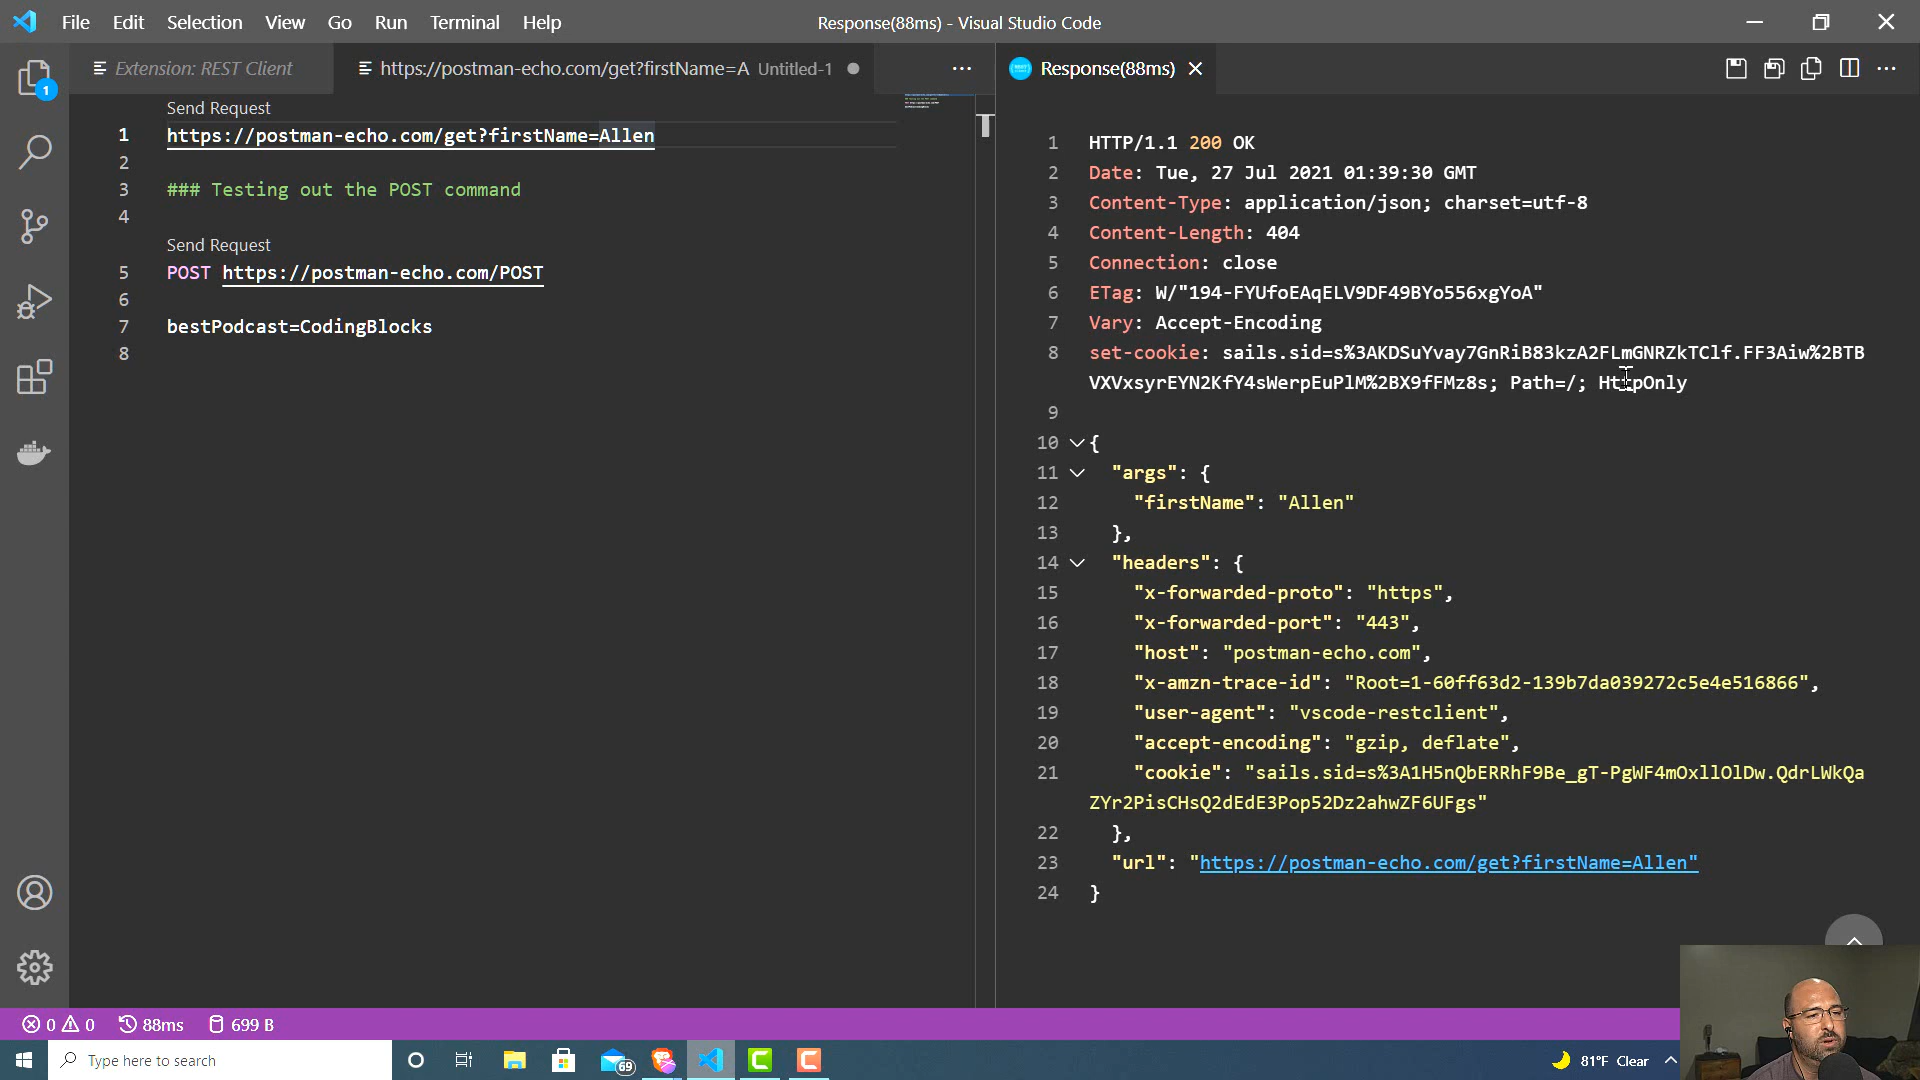 File Edit Selection View Go Run Terminal Help
Response(88ms) - Visual Studio Code
1
Extension: REST Client
https://postman-echo.com/get?firstName=A Untitled-1
Response(88ms)
Send Request
1 https://postman-echo.com/get?firstName=Allen
2
3 ### Testing out the POST command
4
Send Request
5 POST https://postman-echo.com/POST
6
7 bestPodcast=CodingBlocks
8
1 HTTP/1.1 200 OK
2 Date: Tue, 27 Jul 2021 01:39:30 GMT
3 Content-Type: application/json; charset=utf-8
4 Content-Length: 404
5 Connection: close
6 ETag: W/"194-FYUfoEAqELV9DF49BYo556xgYoA"
7 Vary: Accept-Encoding
8 set-cookie: sails.sid=s%3AKDSuYvay7GnRiB83kzA2FLmGNRZkTClf.FF3Aiw%2BTB
VXVxsyrEYN2KfY4sWerpEuPlM%2BX9fFMz8s; Path=/; HttpOnly
9
10 {
11 "args": {
12 "firstName": "Allen"
13 },
14 "headers": {
15 "x-forwarded-proto": "https",
16 "x-forwarded-port": "443",
17 "host": "postman-echo.com",
18 "x-amzn-trace-id": "Root=1-60ff63d2-139b7da039272c5e4e516866",
19 "user-agent": "vscode-restclient",
20 "accept-encoding": "gzip, deflate",
21 "cookie": "sails.sid=s%3A1H5nQbERRhF9Be_gT-PgWF4mOxllOlDw.QdrLWkQa
ZYr2PisCHsQ2dEdE3Pop52Dz2ahwZF6UFgs"
22 },
23 "url": "https://postman-echo.com/get?firstName=Allen"
24 }
0 0 88ms 699 B
Type here to search
69
81°F Clear